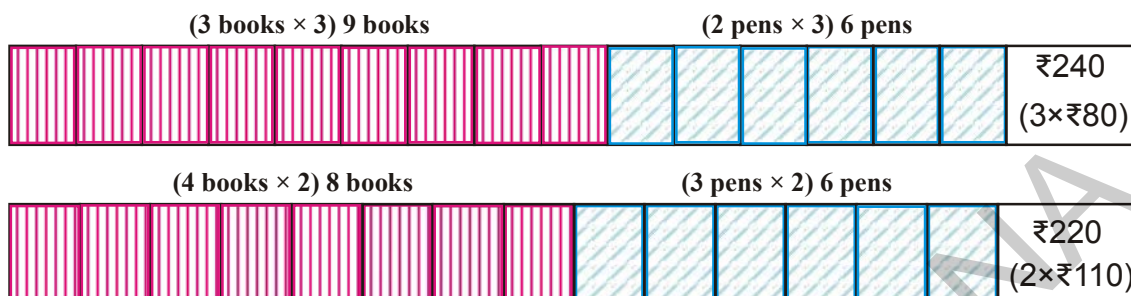 (3 books × 3) 9 books (2 pens × 3) 6 pens
₹240
(3×₹80)
(4 books × 2) 8 books (3 pens × 2) 6 pens
₹220
(2×₹110)
NA